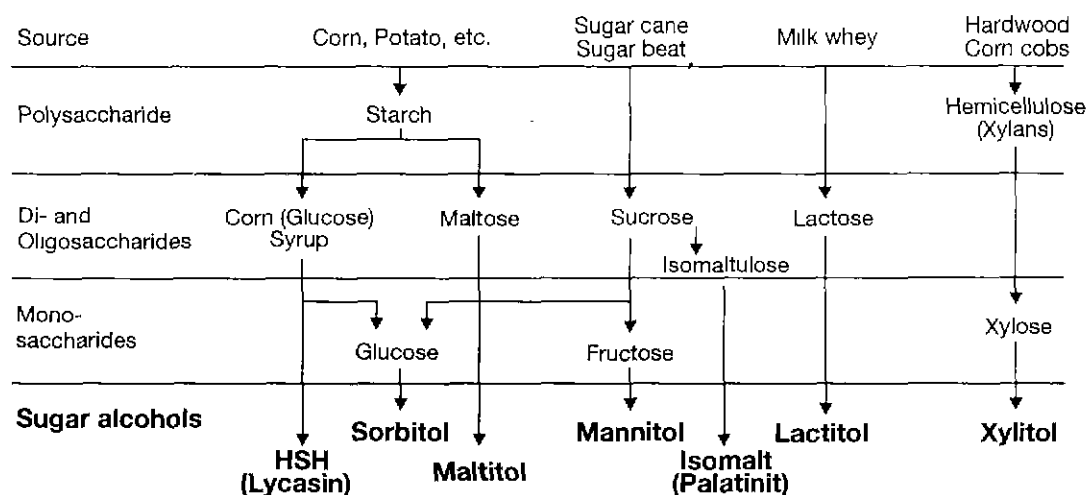 Source
Corn, Potato, etc.
Sugar cane
Sugar beat
Milk whey
Hardwood
Corn cobs
Polysaccharide
Starch
Hemicellulose
(Xylans)
Di- and
Oligosaccharides
Corn (Glucose)
Syrup
Maltose
Sucrose
Lactose
Isomaltulose
Mono-
saccharides
Glucose
Fructose
Xylose
Sugar alcohols
Sorbitol
Mannitol
Lactitol
Xylitol
HSH
(Lycasin)
Maltitol
Isomalt
(Palatinit)